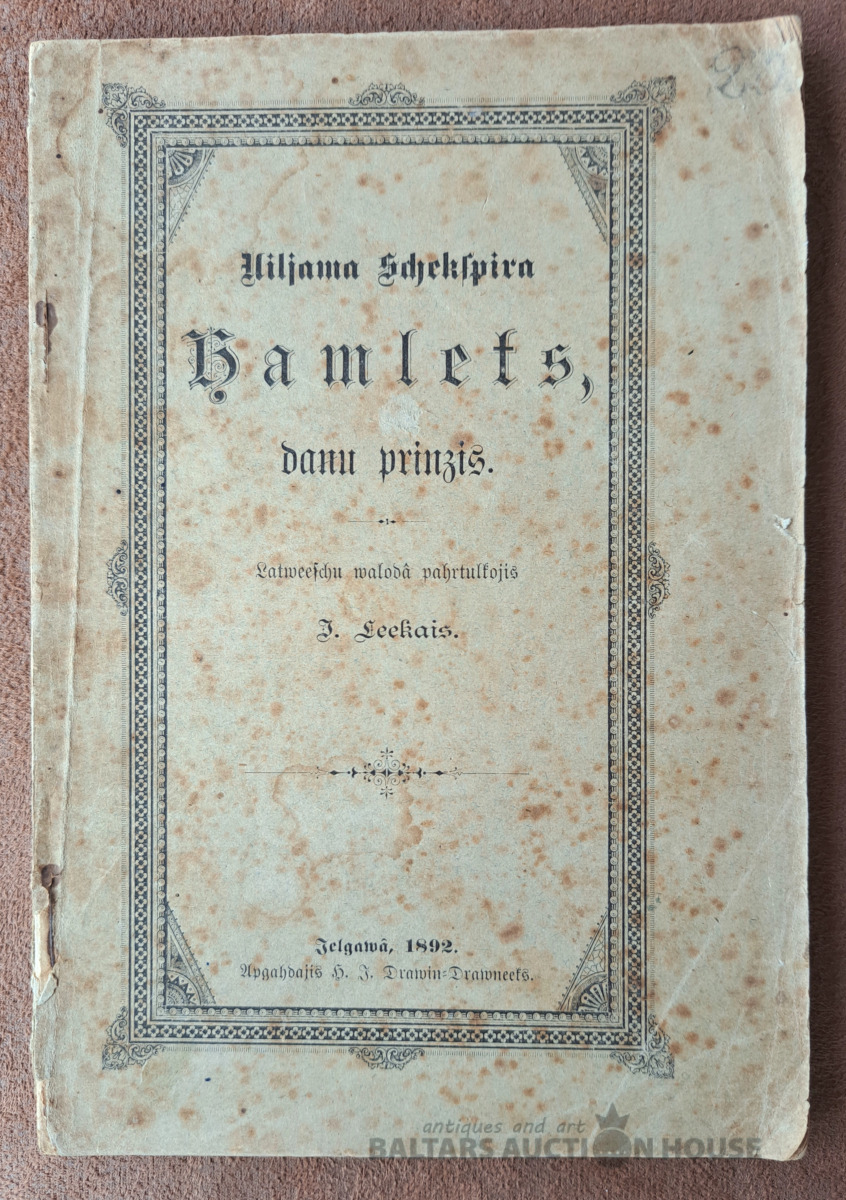 Uiljama Schekſpira
Hamlets,
danu prinzis.
Latweeſchu walodâ pahrtulkojis
J. Leekais.
Jelgawâ, 1892.
Apgahdajis H. J. Drawin-Drawneeks.
antiques and art
BALTARS AUCTION HOUSE